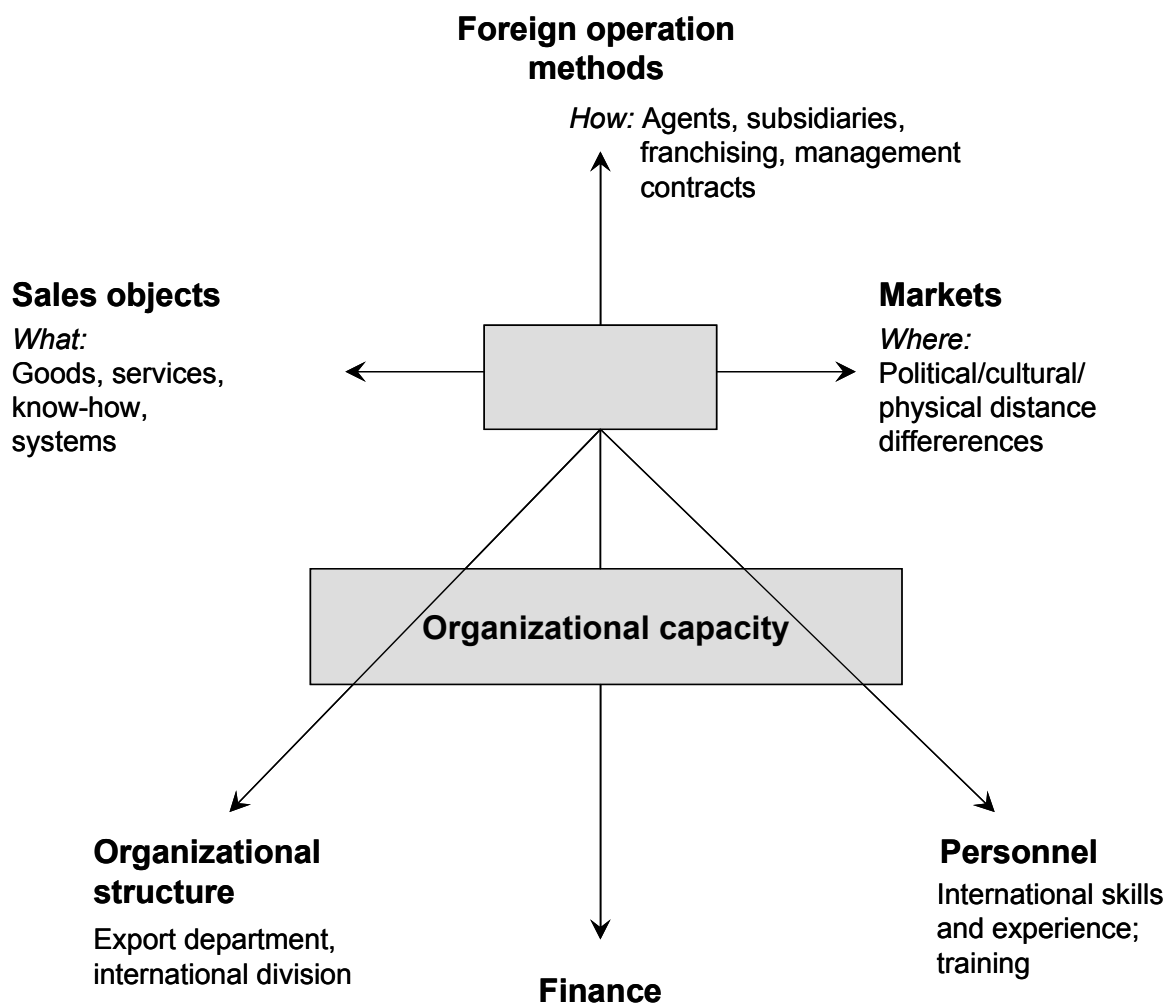 Foreign operation
methods
How: Agents, subsidiaries,
franchising, management
contracts
Sales objects
What:
Goods, services,
know-how,
systems
Markets
Where:
Political/cultural/
physical distance
differerences
Organizational capacity
Organizational
structure
Export department,
international division
Finance
Personnel
International skills
and experience;
training